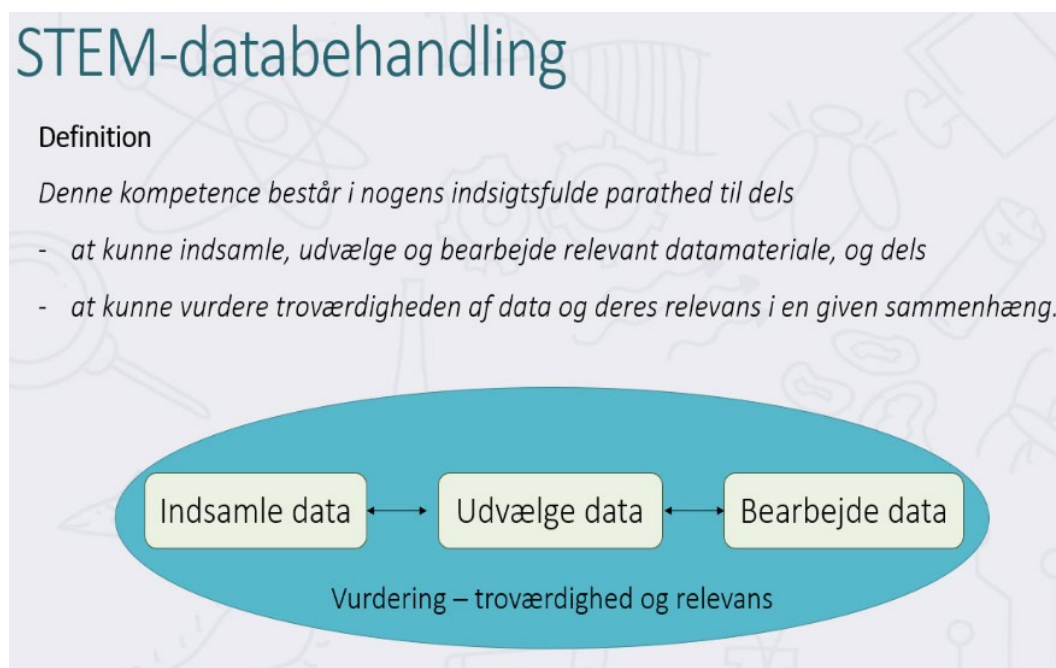 STEM-databehandling
Definition
Denne kompetence består i nogens indsigtsfulde parathed til dels
- at kunne indsamle, udvælge og bearbejde relevant datamateriale, og dels
- at kunne vurdere troværdigheden af data og deres relevans i en given sammenhæng.
Indsamle data
Udvælge data
Bearbejde data
Vurdering – troværdighed og relevans